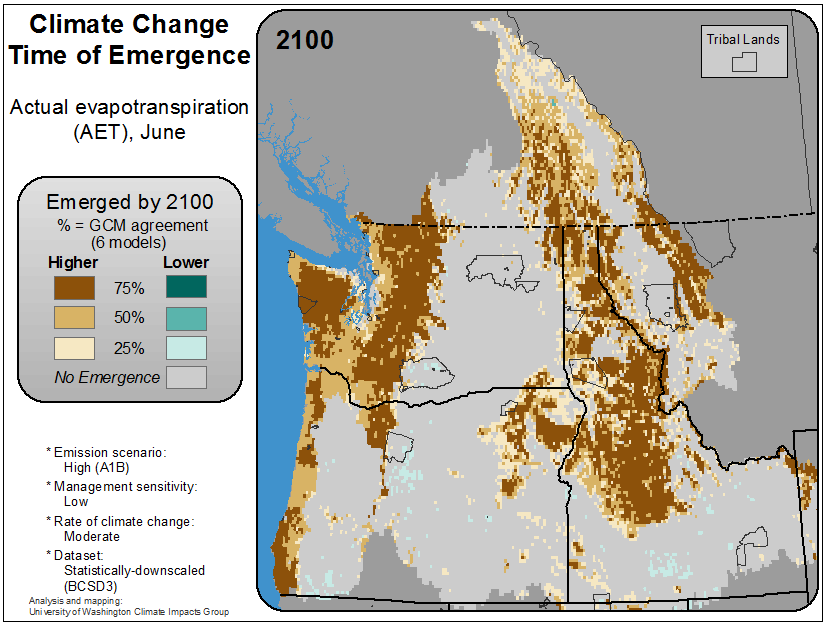 Climate Change
Time of Emergence
Actual evapotranspiration
(AET), June
Emerged by 2100
% = GCM agreement
(6 models)
Higher Lower
75%
50%
25%
No Emergence
* Emission scenario:
High (A1B)
* Management sensitivity:
Low
* Rate of climate change:
Moderate
* Dataset:
Statistically-downscaled
(BCSD3)
Analysis and mapping:
University of Washington Climate Impacts Group
2100
Tribal Lands